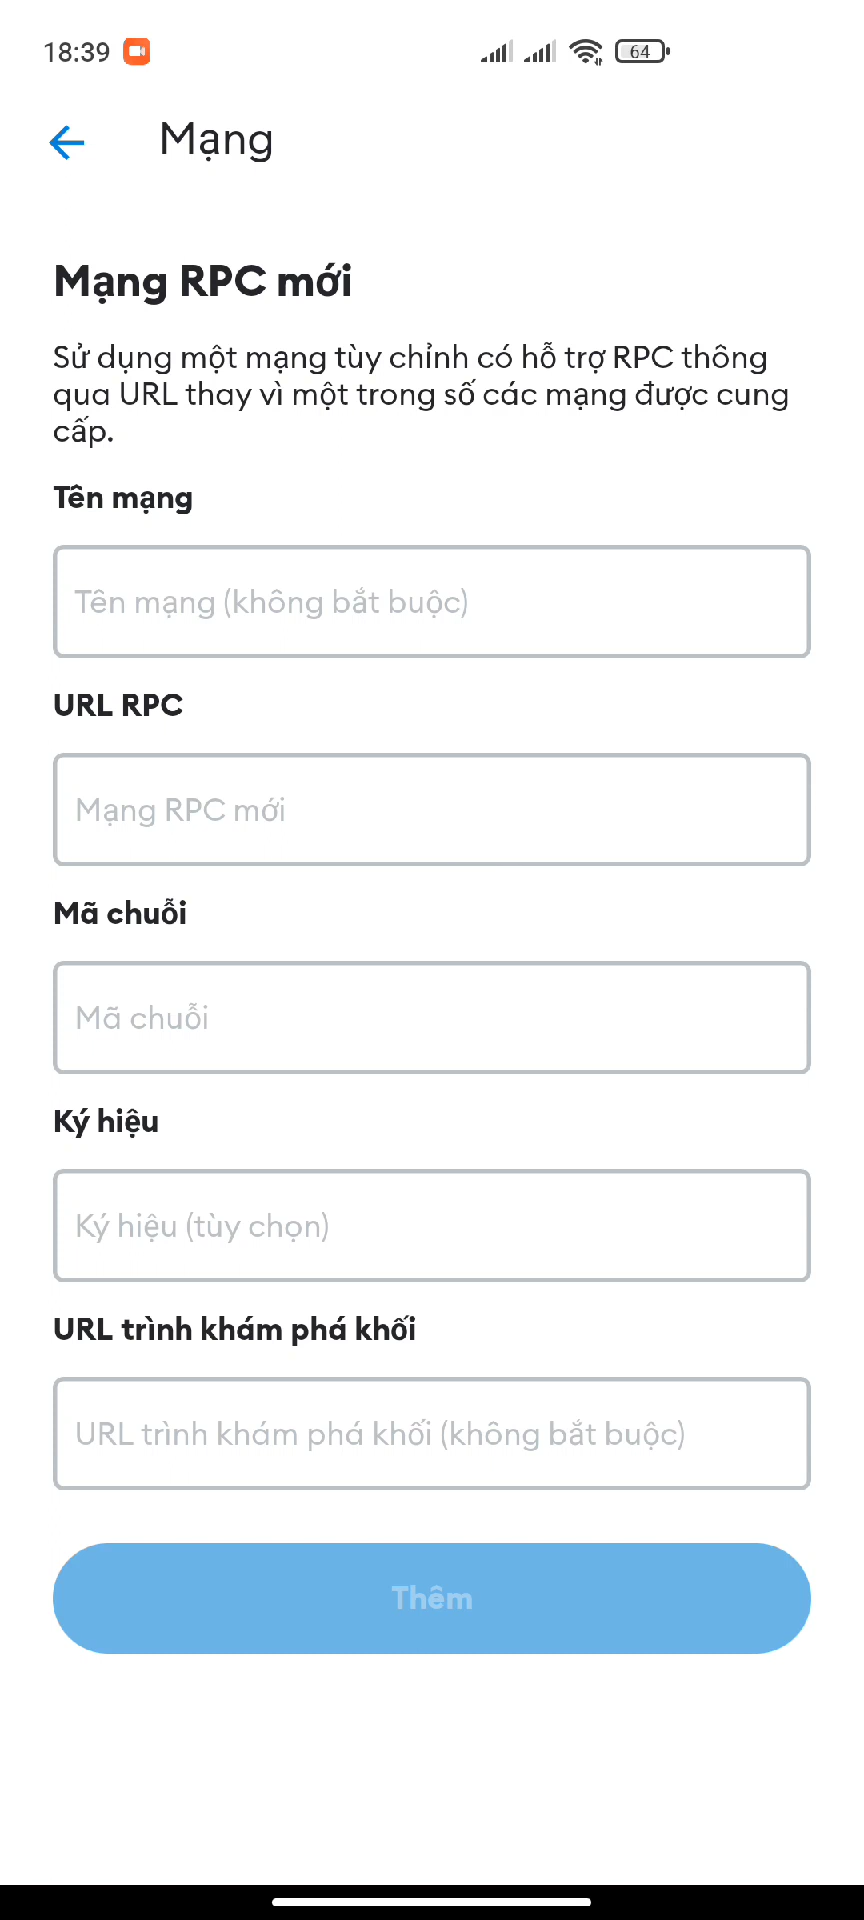 18:39
64
Mạng
Mạng RPC mới
Sử dụng một mạng tùy chỉnh có hỗ trợ RPC thông
qua URL thay vì một trong số các mạng được cung
cấp.
Tên mạng
Tên mạng (không bắt buộc)
URL RPC
Mạng RPC mới
Mã chuỗi
Mã chuỗi
Ký hiệu
Ký hiệu (tùy chọn)
URL trình khám phá khối
URL trình khám phá khối (không bắt buộc)
Thêm